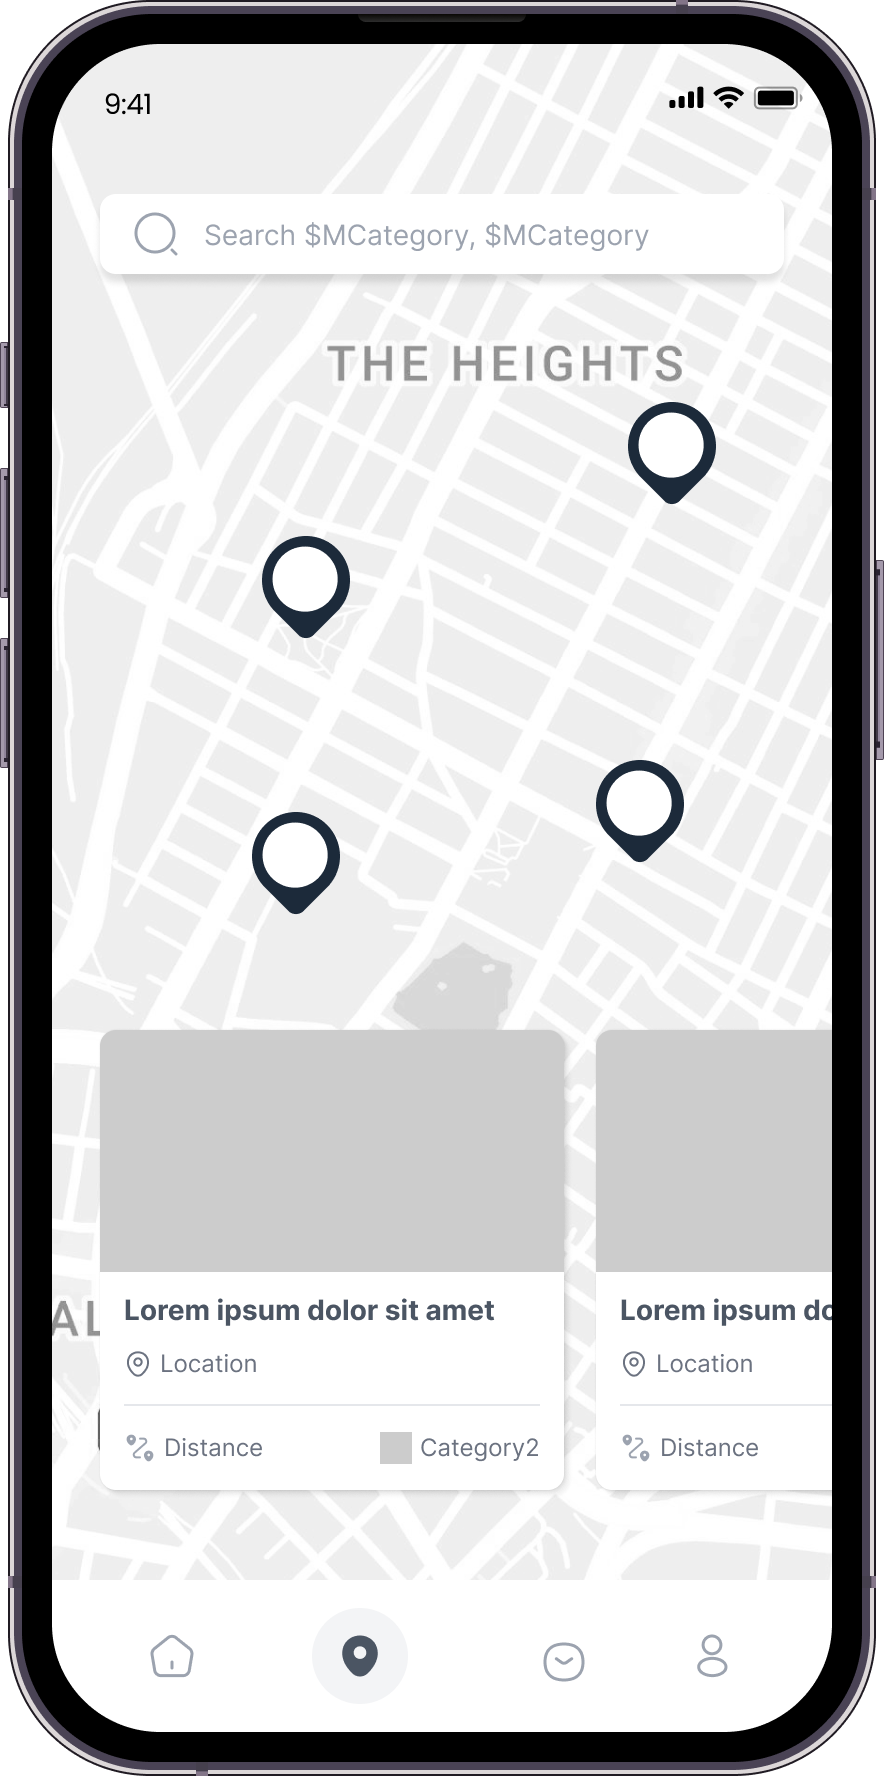 9:41
Search $MCategory, $MCategory
THE HEIGHTS
AL
Lorem ipsum dolor sit amet
Location
Distance
Category2
Lorem ipsum do
Location
Distance